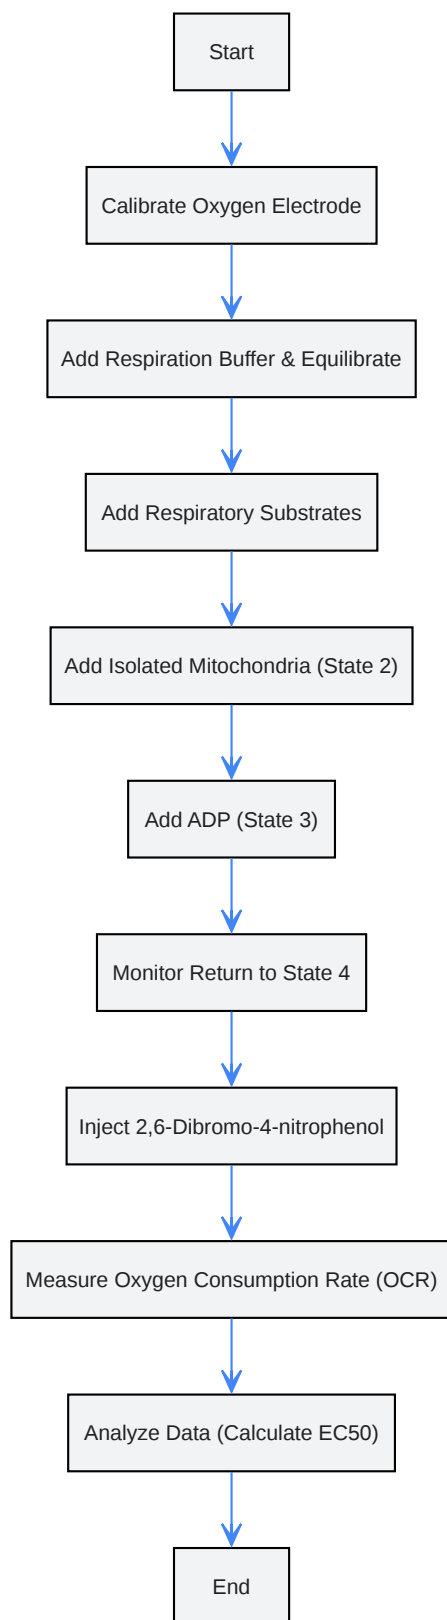 Start
Calibrate Oxygen Electrode
Add Respiration Buffer & Equilibrate
Add Respiratory Substrates
Add Isolated Mitochondria (State 2)
Add ADP (State 3)
Monitor Return to State 4
Inject 2,6-Dibromo-4-nitrophenol
Measure Oxygen Consumption Rate (OCR)
Analyze Data (Calculate EC50)
End